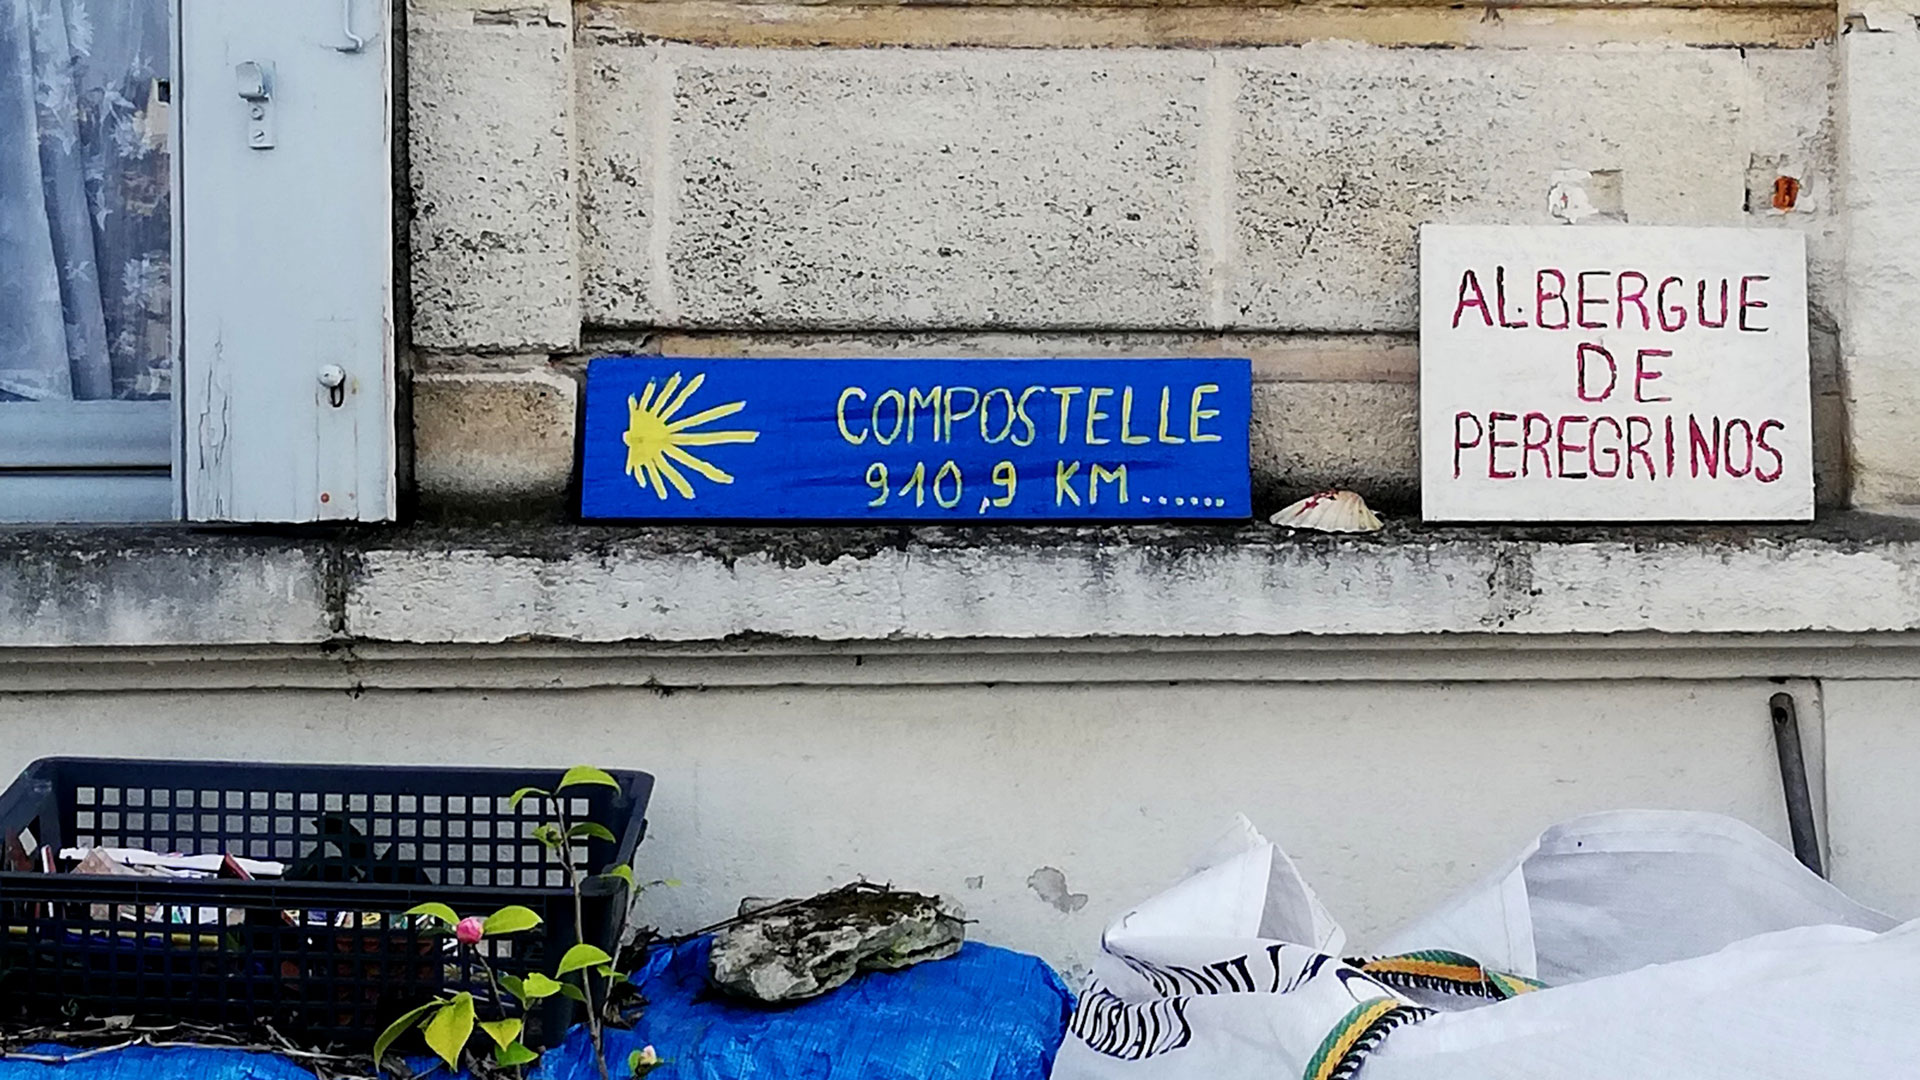 COMPOSTELLE
910,9 KM......
ALBERGUE
DE
PEREGRINOS